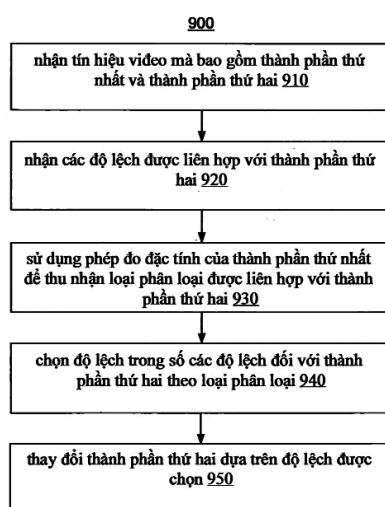 900
nhận tín hiệu video mà bao gồm thành phần thứ
nhất và thành phần thứ hai 910
nhận các độ lệch được liên hợp với thành phần thứ
hai 920
sử dụng phép đo đặc tính của thành phần thứ nhất
để thu nhận loại phân loại được liên hợp với thành
phần thứ hai 930
chọn độ lệch trong số các độ lệch đối với thành
phần thứ hai theo loại phân loại 940
thay đổi thành phần thứ hai dựa trên độ lệch được
chọn 950